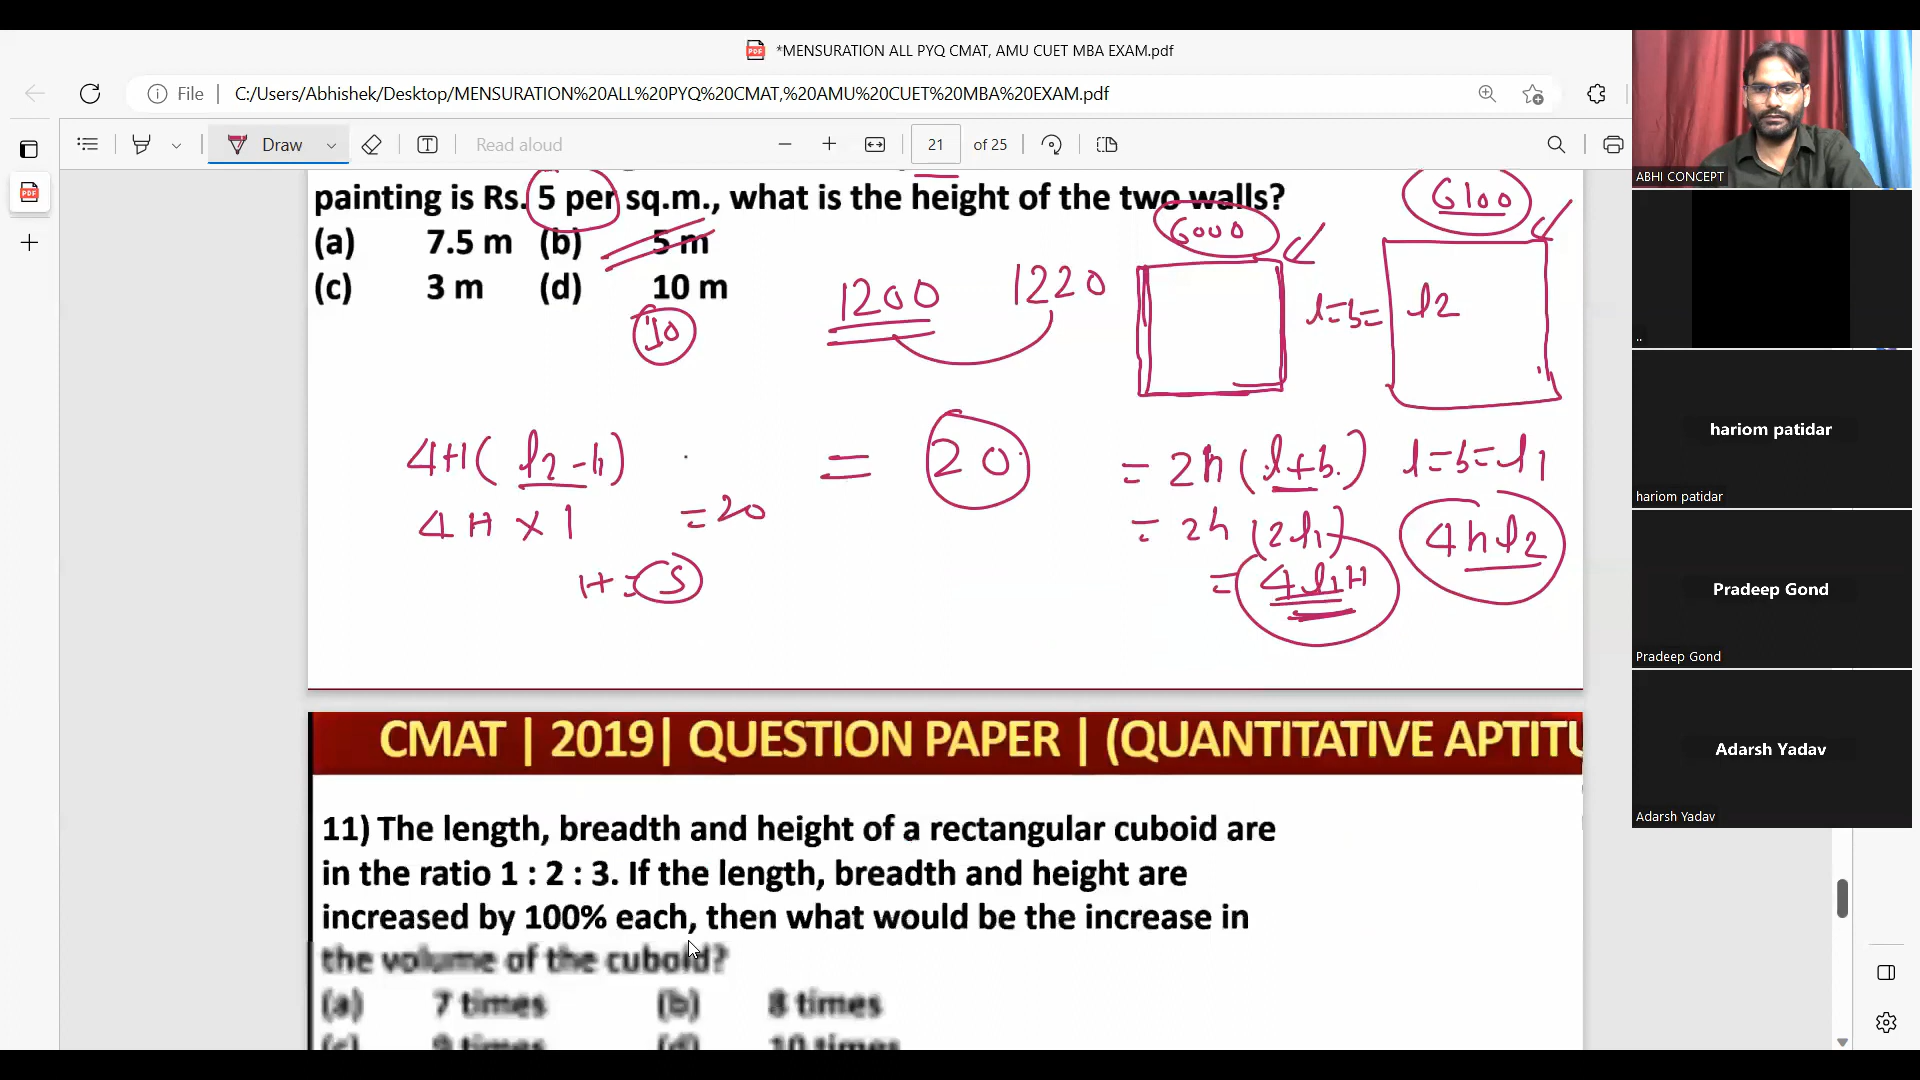 *MENSURATION ALL PYQ CMAT, AMU CUET MBA EXAM.pdf
File C:/Users/Abhishek/Desktop/MENSURATION%20ALL%20PYQ%20CMAT,%20AMU%20CUET%20MBA%20EXAM.pdf
Draw Read aloud 21 of 25
ABHI CONCEPT
painting is Rs. 5 per sq.m., what is the height of the two walls?
(a) 7.5 m (b) 5 m
(c) 3 m (d) 10 m
10
1200 1220
6000 6100
l=b= l2
4H( l2-l1) = 20 = 2h (l+b) l=b=l1
4H x 1 =20 = 2h (2l1) 4hl2
H=5 = 4l1H
CMAT | 2019| QUESTION PAPER | (QUANTITATIVE APTITU
11) The length, breadth and height of a rectangular cuboid are
in the ratio 1 : 2 : 3. If the length, breadth and height are
increased by 100% each, then what would be the increase in
the volume of the cuboid?
(a) 7 times (b) 8 times
(c) 9 times (d) 10 times
..
hariom patidar
hariom patidar
Pradeep Gond
Pradeep Gond
Adarsh Yadav
Adarsh Yadav